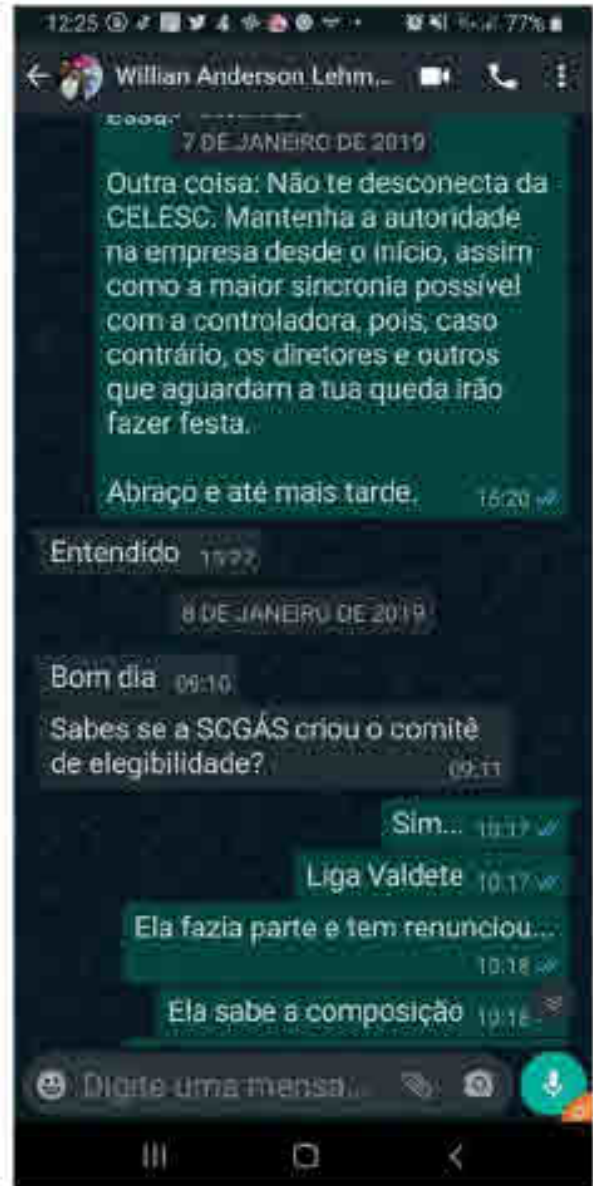 12:25 77%
Willian Anderson Lehm...
7 DE JANEIRO DE 2019
Outra coisa: Não te desconecta da
CELESC. Mantenha a autoridade
na empresa desde o início, assim
como a maior sincronia possível
com a controladora, pois, caso
contrário, os diretores e outros
que aguardam a tua queda irão
fazer festa.
Abraço e até mais tarde.
Entendido
8 DE JANEIRO DE 2019
Bom dia 09:10
Sabes se a SCGÁS criou o comitê
de elegibilidade? 09:11
Sim... 10:17
Liga Valdete 10:17
Ela fazia parte e tem renunciou...
10:18
Ela sabe a composição 10:18
Digite uma mensa...